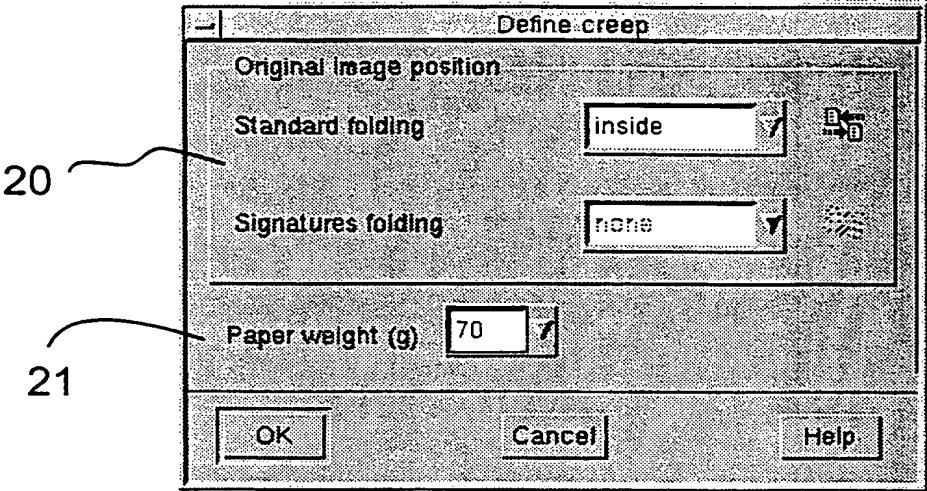 Define creep
Original image position
Standard folding inside
20
Signatures folding none
Paper weight (g) 70
21
OK Cancel Help